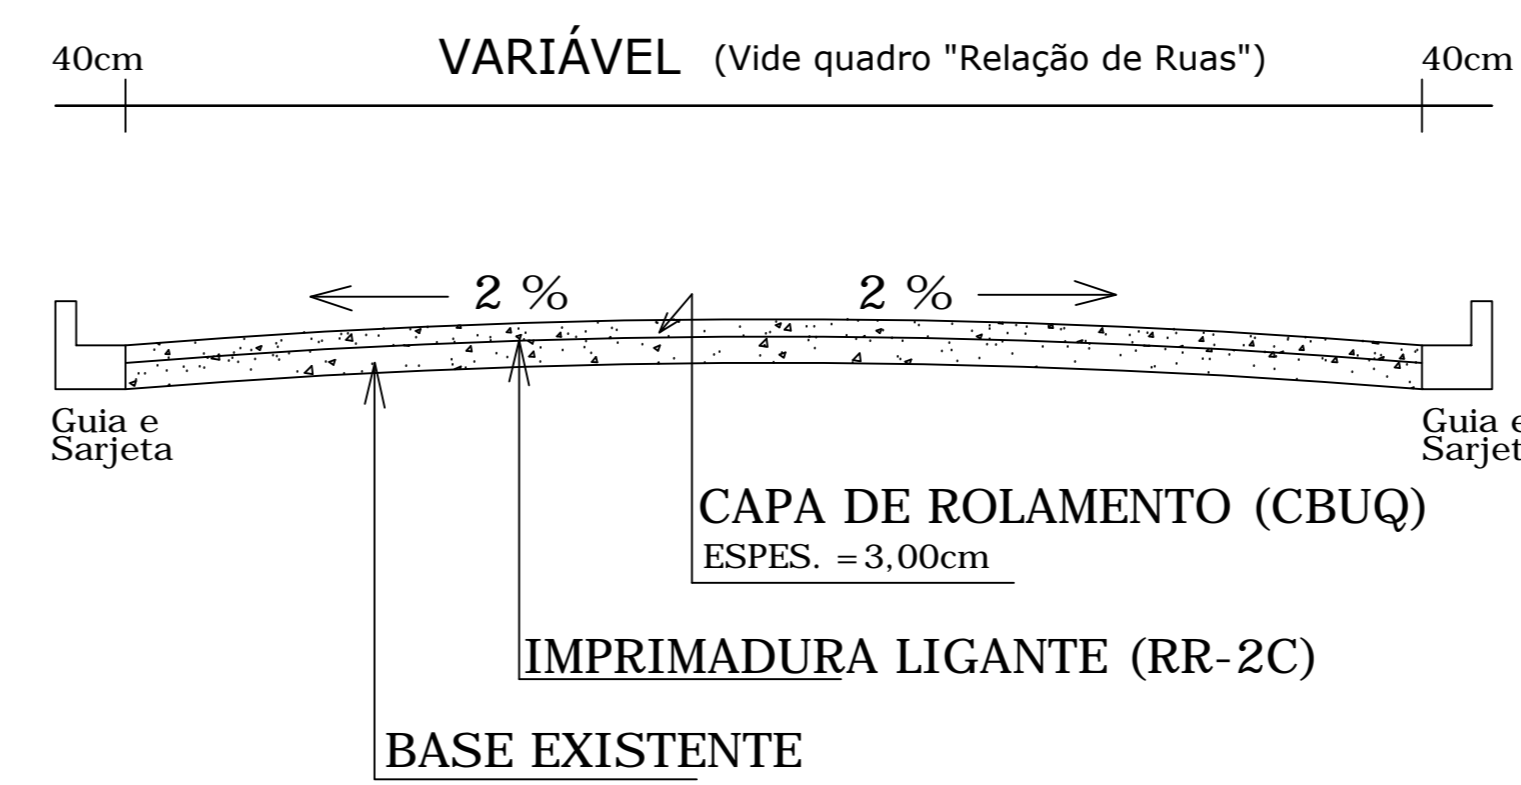 40cm VARIÁVEL (Vide quadro "Relação de Ruas") 40cm
2 % 2 %
Guia e
Sarjeta
Guia e
Sarjet
CAPA DE ROLAMENTO (CBUQ)
ESPES. =3,00cm
IMPRIMADURA LIGANTE (RR-2C)
BASE EXISTENTE